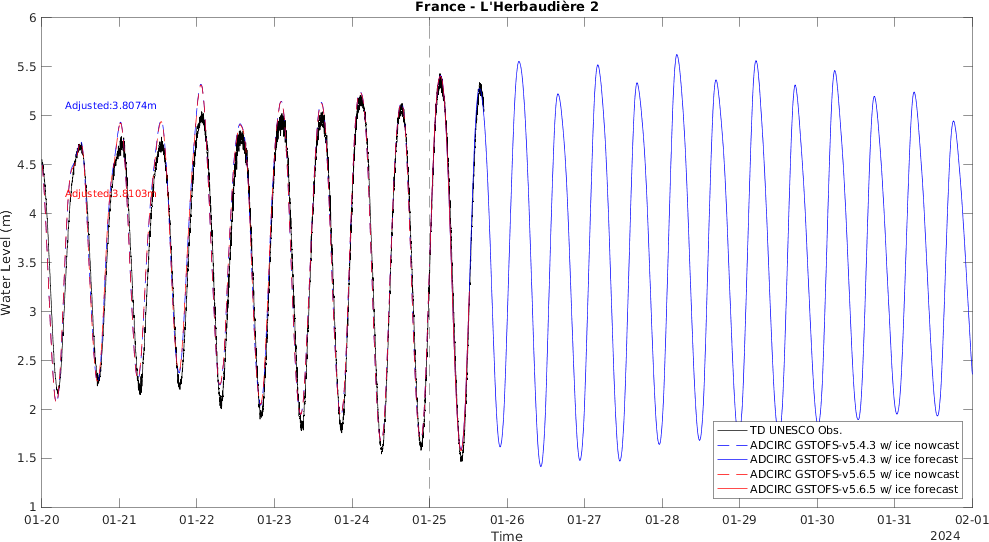 France - L'Herbaudière 2
Water Level (m)
6
5.5
5
4.5
4
3.5
3
2.5
2
1.5
1
Adjusted:3.8074m
Adjusted:3.8103m
TD UNESCO Obs.
ADCIRC GSTOFS-v5.4.3 w/ ice nowcast
ADCIRC GSTOFS-v5.4.3 w/ ice forecast
ADCIRC GSTOFS-v5.6.5 w/ ice nowcast
ADCIRC GSTOFS-v5.6.5 w/ ice forecast
01-20 01-21 01-22 01-23 01-24 01-25 01-26 01-27 01-28 01-29 01-30 01-31 02-01
Time
2024